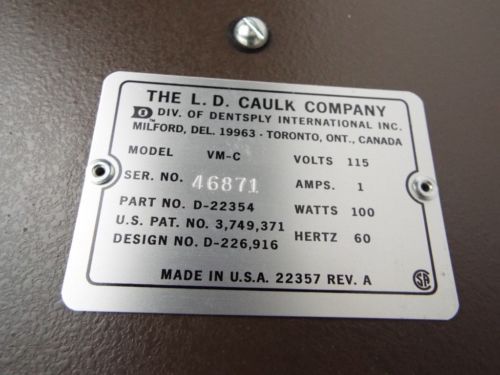 THE L. D. CAULK COMPANY
D™ DIV. OF DENTSPLY INTERNATIONAL INC.
MILFORD, DEL. 19963 - TORONTO, ONT., CANADA
MODEL VM-C VOLTS 115
SER. NO. 46871 AMPS. 1
PART NO. D-22354 WATTS 100
U.S. PAT. NO. 3,749,371
DESIGN NO. D-226,916 HERTZ 60
MADE IN U.S.A. 22357 REV. A
SA